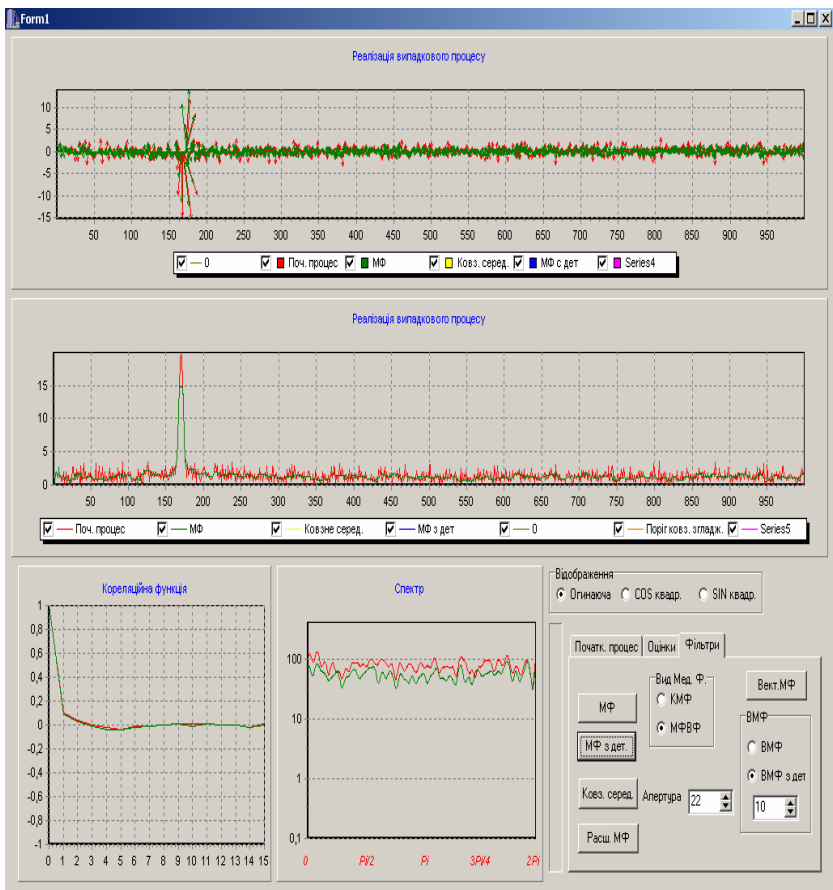 Form1
Реалізація випадкового процесу
10
5
0
-5
-10
-15
50 100 150 200 250 300 350 400 450 500 550 600 650 700 750 800 850 900 950
0 Поч. процес МФ Ковз. серед. МФ с дет Series4
Реалізація випадкового процесу
15
10
5
0
50 100 150 200 250 300 350 400 450 500 550 600 650 700 750 800 850 900 950
Поч. процес МФ Ковзне серед. МФ з дет 0 Поріг ковз. згладж. Series5
Кореляційна функція
1
0,8
0,6
0,4
0,2
0
-0,2
-0,4
-0,6
-0,8
-1
0 1 2 3 4 5 6 7 8 9 10 11 12 13 14 15
Спектр
100
10
1
0,1
0 Pi/2 Pi 3Pi/4 2Pi
Відображення
Огинаюча COS квадр. SIN квадр.
Початк. процес Оцінки Фільтри
МФ
МФ з дет.
Ковз. серед.
Расш. МФ
Вид Мед. Ф.
КМФ
МФВФ
Апертура 22
Вект.МФ
ВМФ
ВМФ
ВМФ з дет
10